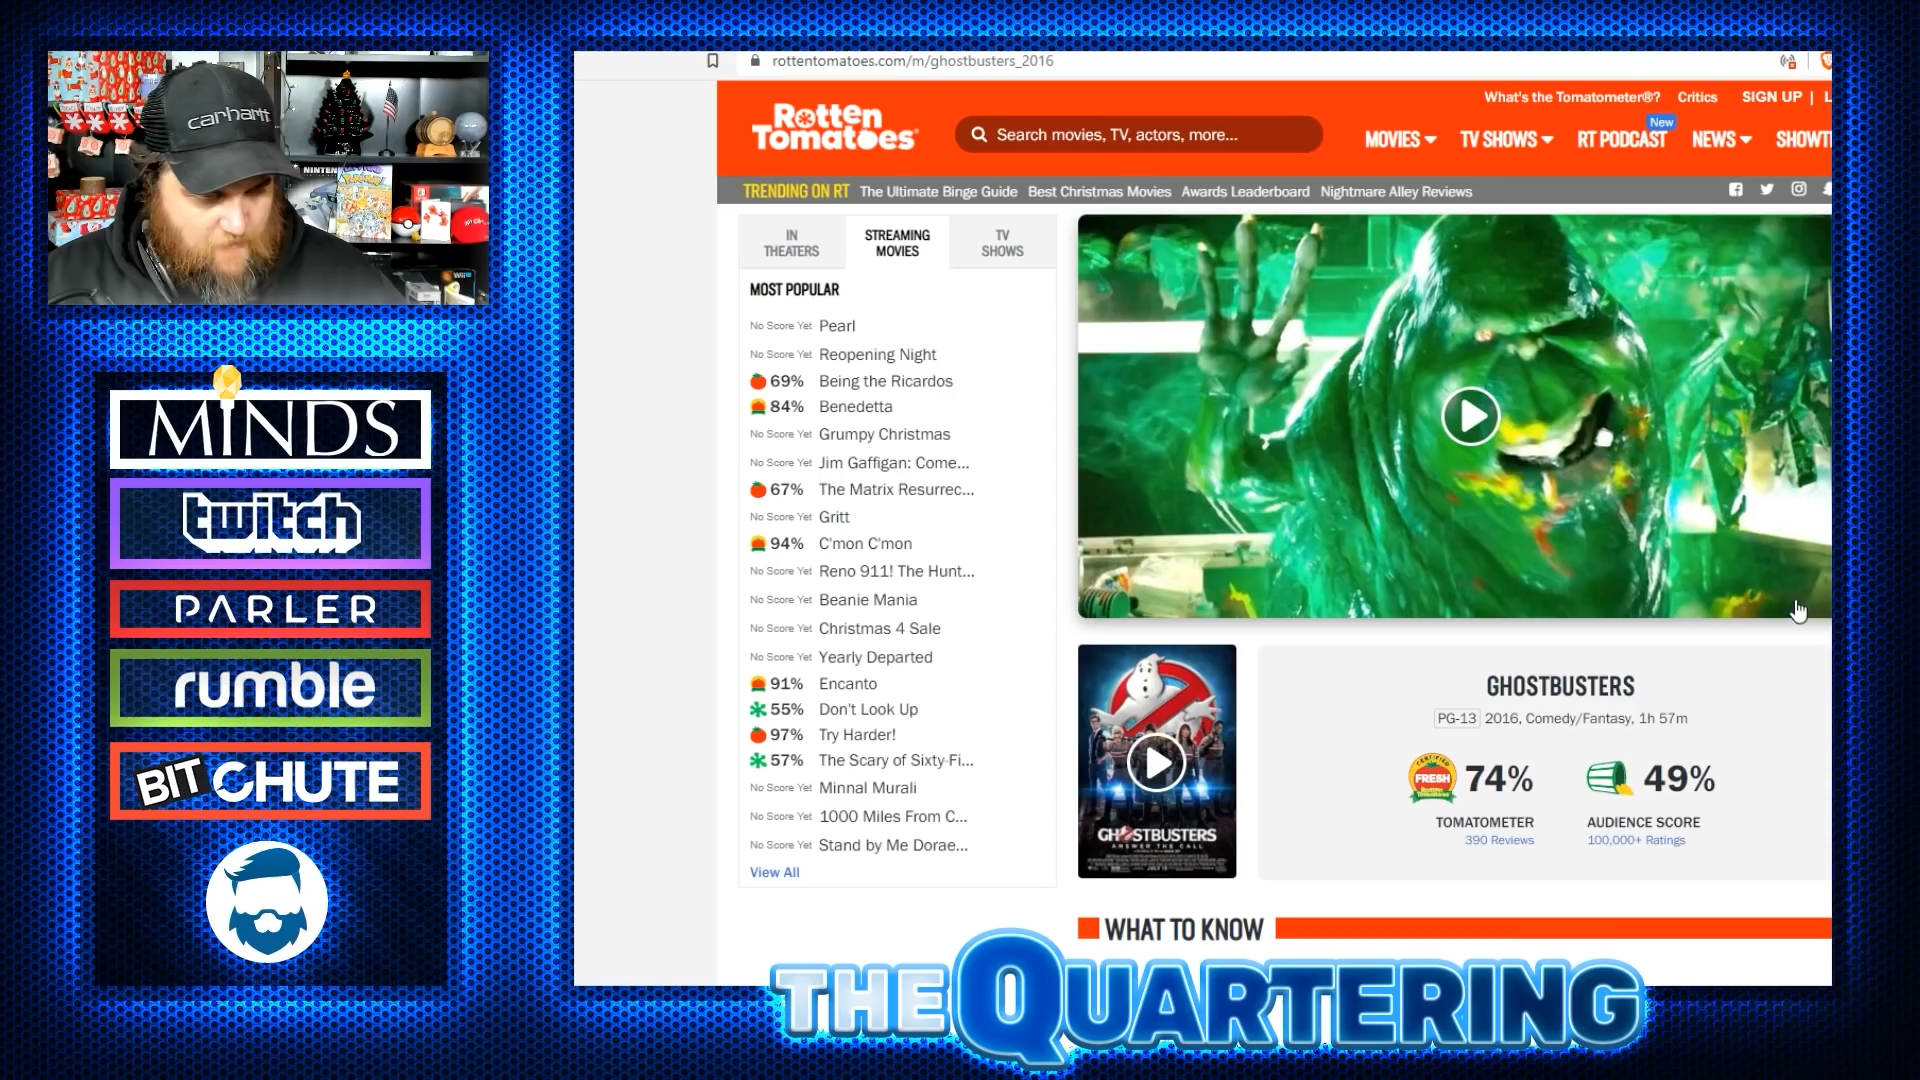 carhartt
NINTEN
Pokémon
Wii
MINDS
twitch
PARLER
rumble
BITCHUTE
rottentomatoes.com/m/ghostbusters_2016
What's the Tomatometer®? Critics SIGN UP | L
Rotten
Tomatoes
Search movies, TV, actors, more...
New
MOVIES TV SHOWS RT PODCAST NEWS SHOWT
TRENDING ON RT The Ultimate Binge Guide Best Christmas Movies Awards Leaderboard Nightmare Alley Reviews
IN THEATERS
STREAMING MOVIES
TV SHOWS
MOST POPULAR
No Score Yet Pearl
No Score Yet Reopening Night
69% Being the Ricardos
84% Benedetta
No Score Yet Grumpy Christmas
No Score Yet Jim Gaffigan: Come...
67% The Matrix Resurrec...
No Score Yet Gritt
94% C'mon C'mon
No Score Yet Reno 911! The Hunt...
No Score Yet Beanie Mania
No Score Yet Christmas 4 Sale
No Score Yet Yearly Departed
91% Encanto
55% Don't Look Up
97% Try Harder!
57% The Scary of Sixty-Fi...
No Score Yet Minnal Murali
No Score Yet 1000 Miles From C...
No Score Yet Stand by Me Dorae...
View All
GHOSTBUSTERS
ANSWER THE CALL
GHOSTBUSTERS
PG-13 2016, Comedy/Fantasy, 1h 57m
CERTIFIED
FRESH
74%
49%
TOMATOMETER
390 Reviews
AUDIENCE SCORE
100,000+ Ratings
WHAT TO KNOW
THE QUARTERING